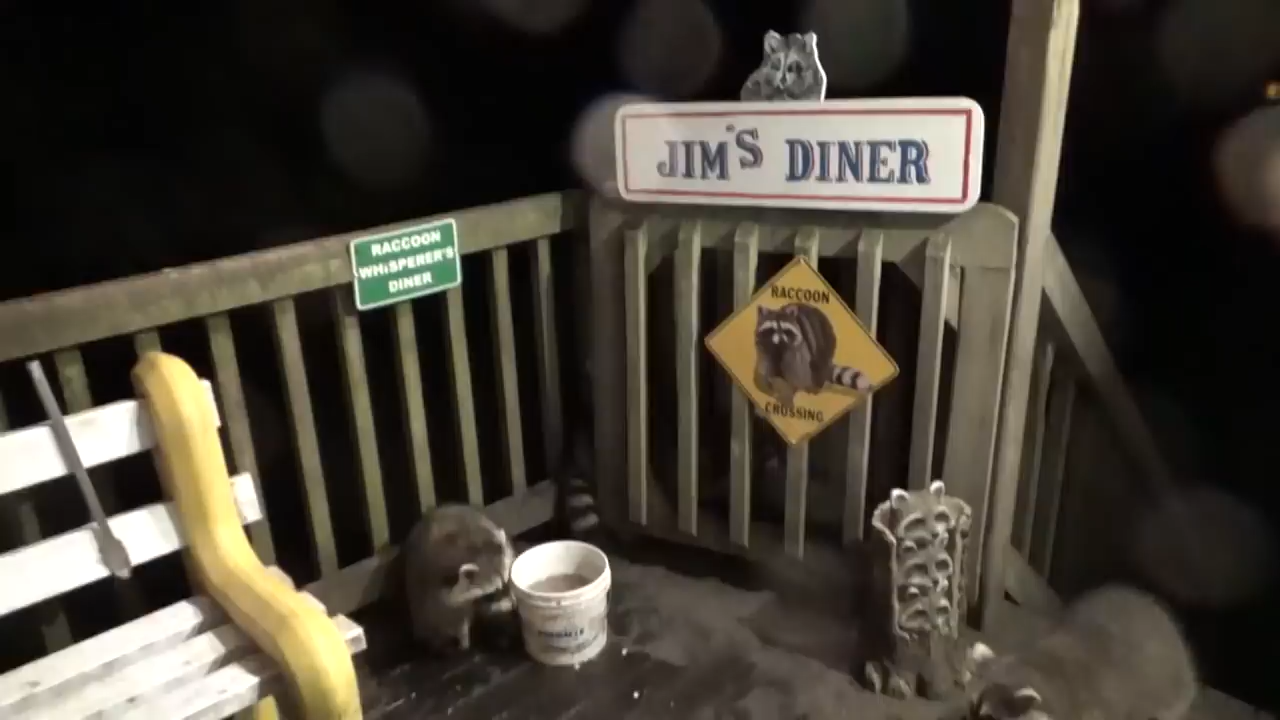 JIM'S DINER
RACCOON
WHiSPERER'S
DINER
RACCOON
CROSSING